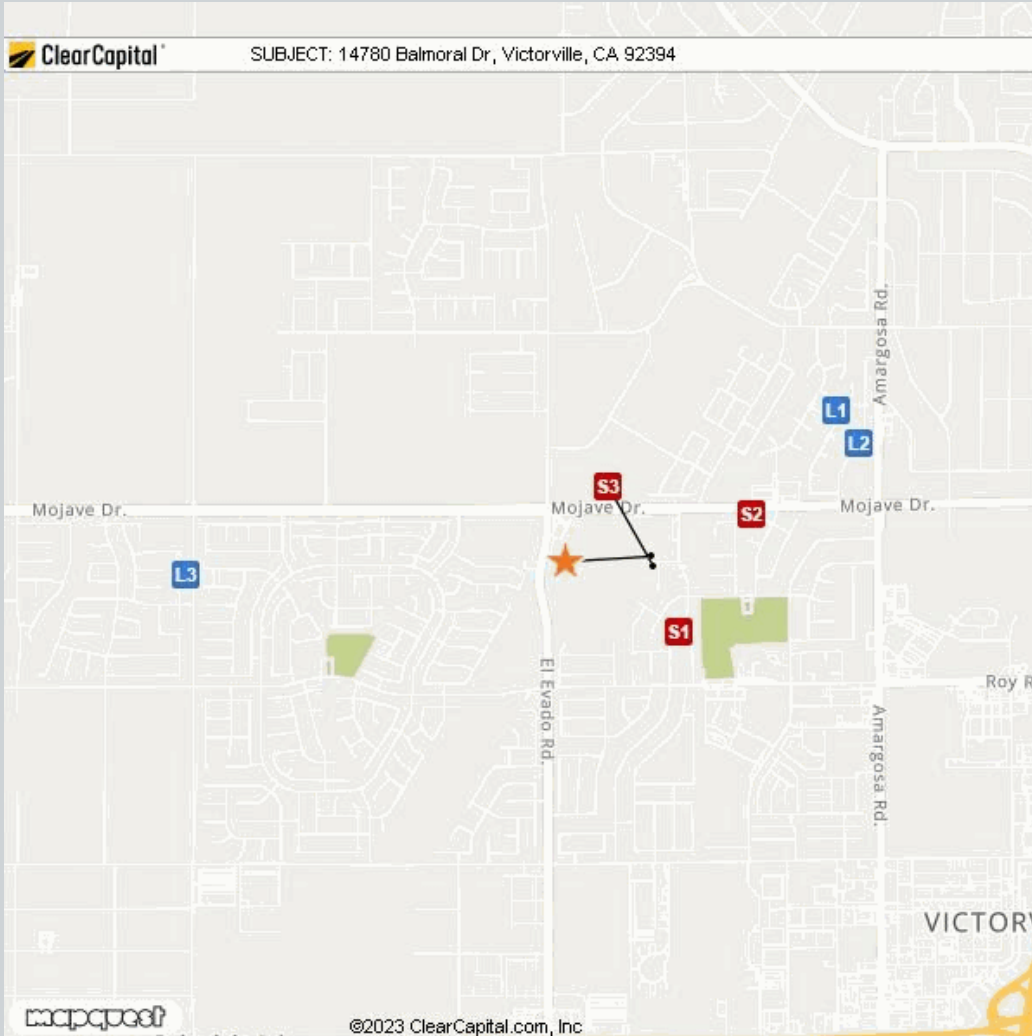 ClearCapital
SUBJECT: 14780 Balmoral Dr, Victorville, CA 92394
Amargosa Rd.
L1
L2
S3
Mojave Dr.
Mojave Dr.
S2
Mojave Dr.
L3
S1
El Evado Rd.
Roy R
Amargosa Rd.
VICTORV
mapquest
©2023 ClearCapital.com, Inc